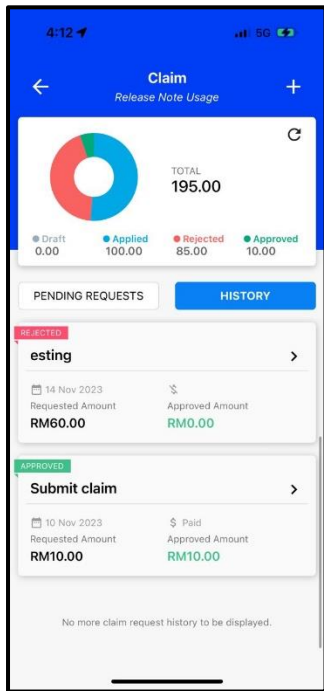 4:12
5G
Claim
Release Note Usage
TOTAL
195.00
Draft Applied Rejected Approved
0.00 100.00 85.00 10.00
PENDING REQUESTS HISTORY
REJECTED
esting
14 Nov 2023
Requested Amount Approved Amount
RM60.00 RM0.00
APPROVED
Submit claim
10 Nov 2023 $ Paid
Requested Amount Approved Amount
RM10.00 RM10.00
No more claim request history to be displayed.